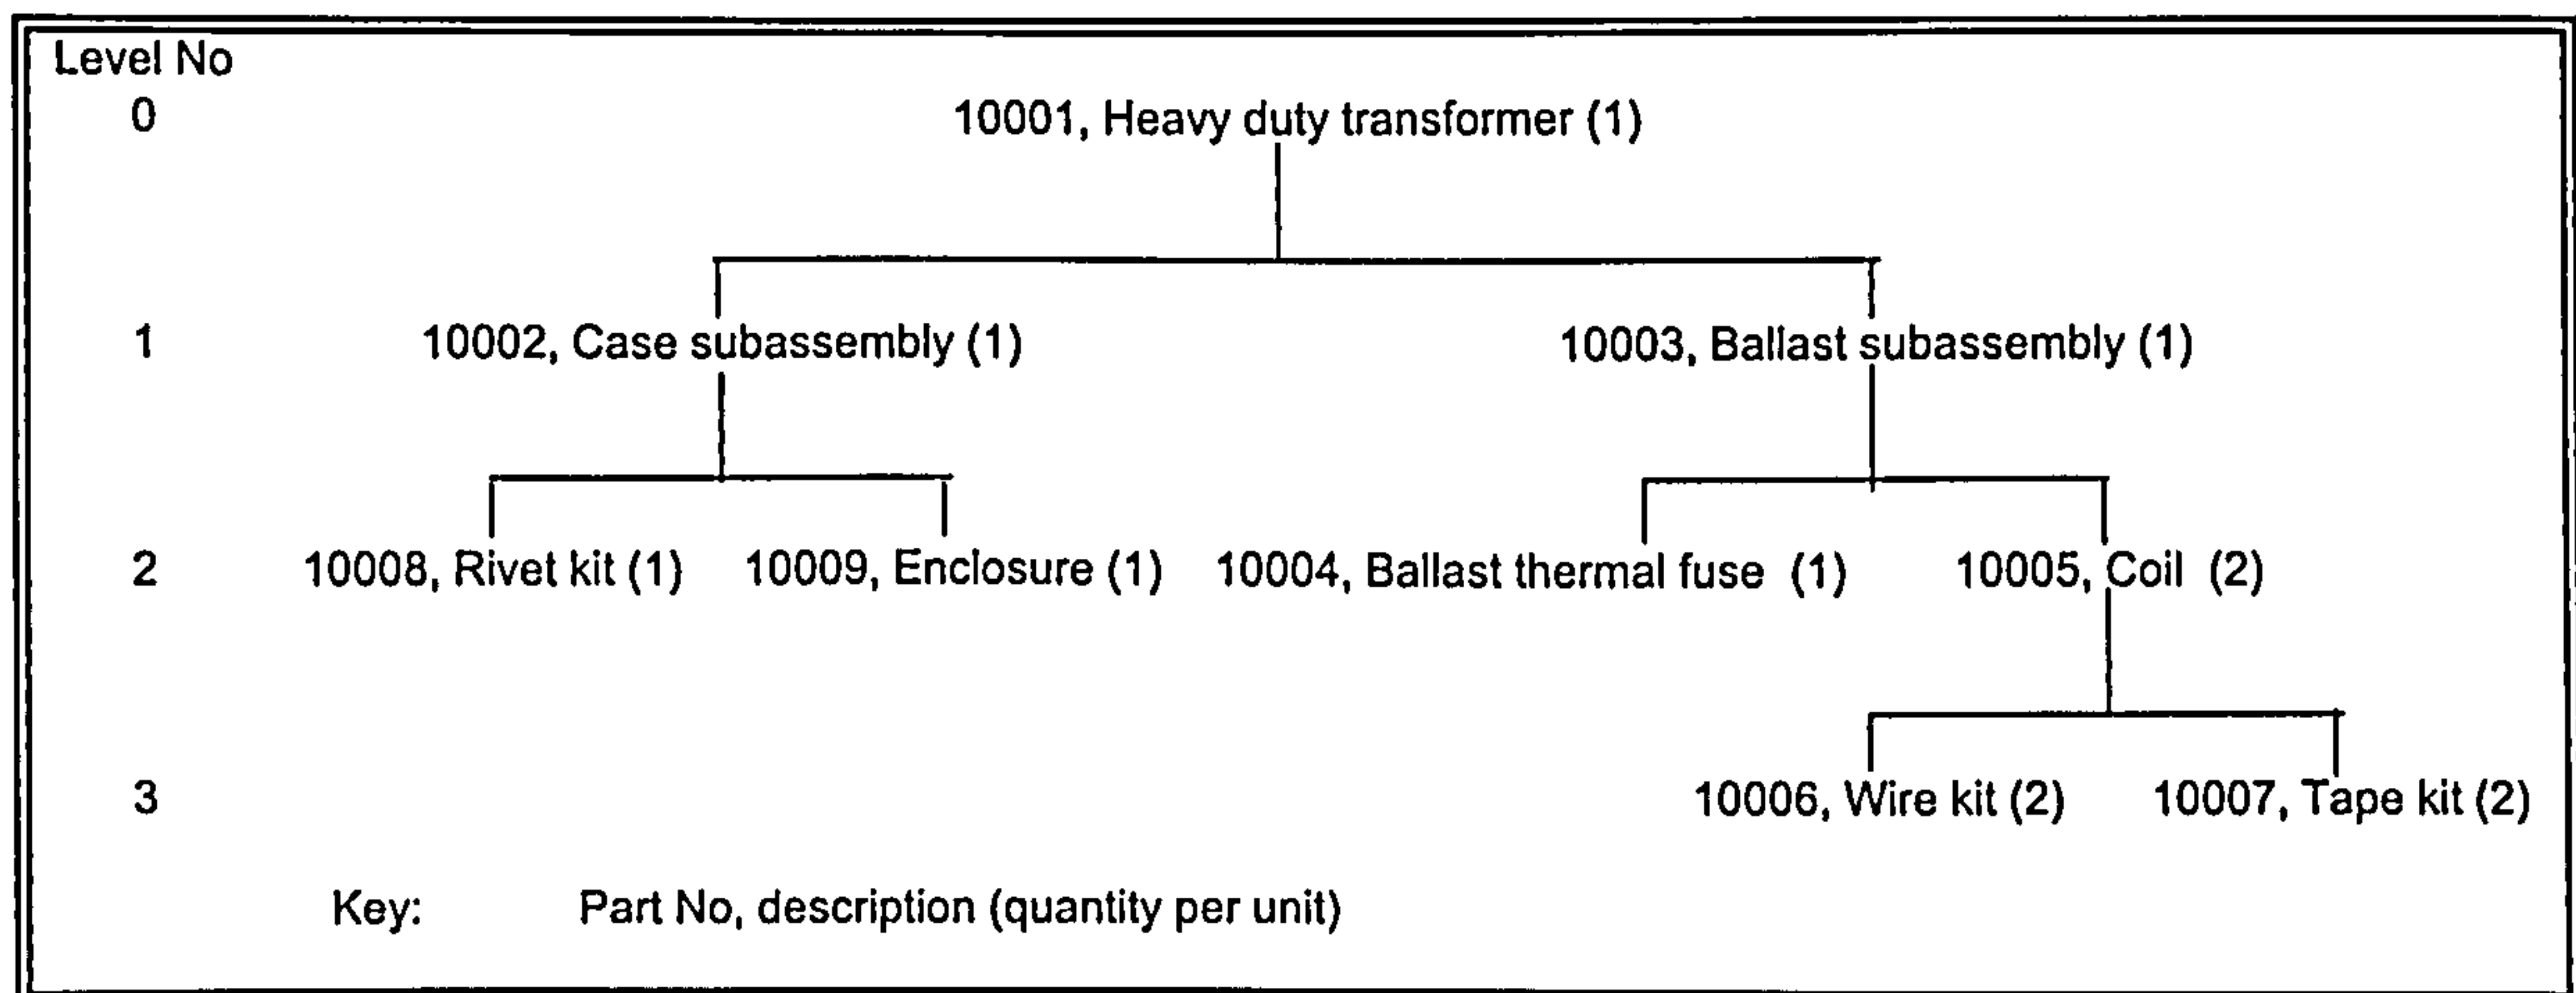 Level No
0 10001, Heavy duty transformer (1)
1 10002, Case subassembly (1) 10003, Ballast subassembly (1)
2 10008, Rivet kit (1) 10009, Enclosure (1) 10004, Ballast thermal fuse (1) 10005, Coil (2)
3 10006, Wire kit (2) 10007, Tape kit (2)
Key: Part No, description (quantity per unit)